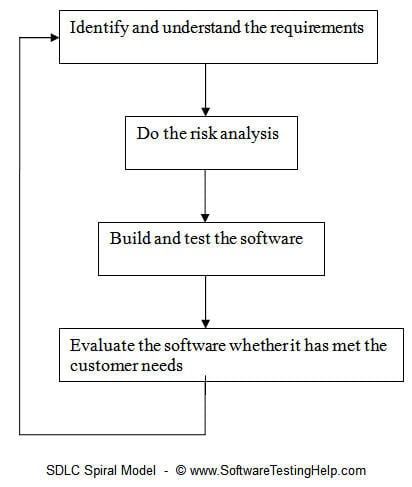 Identify and understand the requirements
Do the risk analysis
Build and test the software
Evaluate the software whether it has met the
customer needs
SDLC Spiral Model - © www.SoftwareTestingHelp.com